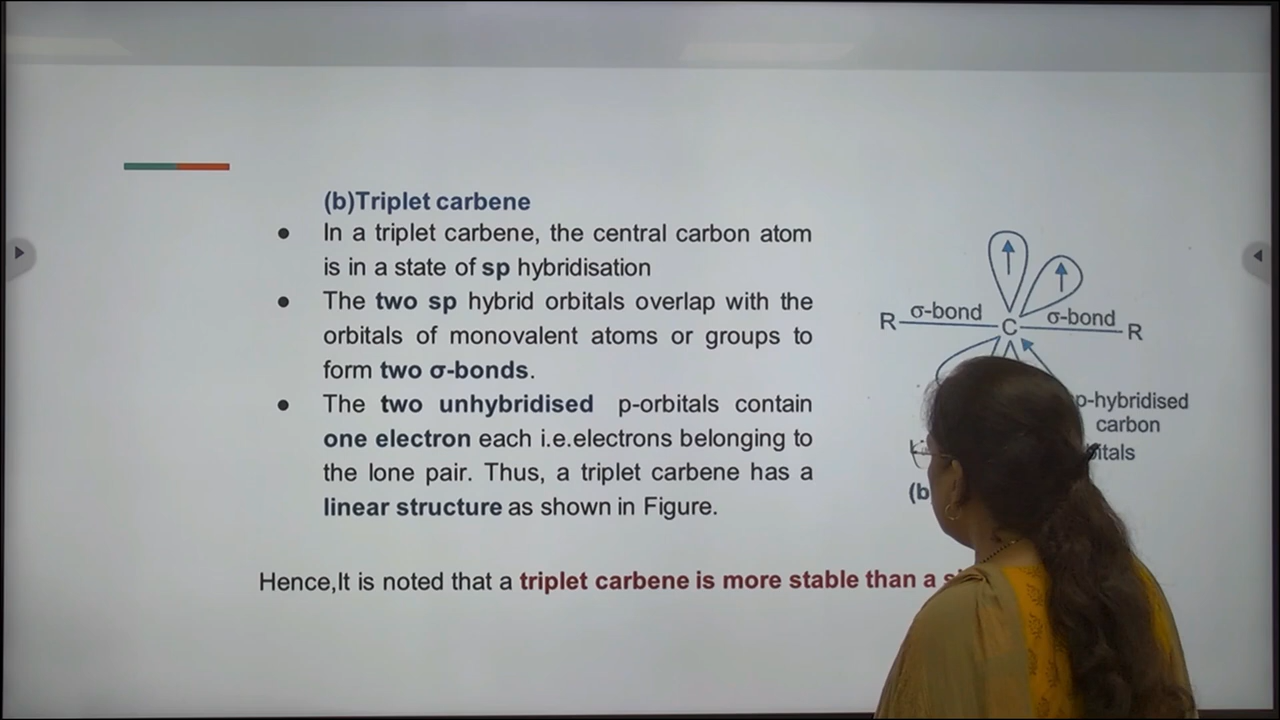 (b)Triplet carbene
● In a triplet carbene, the central carbon atom
is in a state of sp hybridisation
● The two sp hybrid orbitals overlap with the
orbitals of monovalent atoms or groups to
form two σ-bonds.
● The two unhybridised p-orbitals contain
one electron each i.e.electrons belonging to
the lone pair. Thus, a triplet carbene has a
linear structure as shown in Figure.
R σ-bond C σ-bond R
p-hybridised
carbon
bitals
(b
Hence,It is noted that a triplet carbene is more stable than a